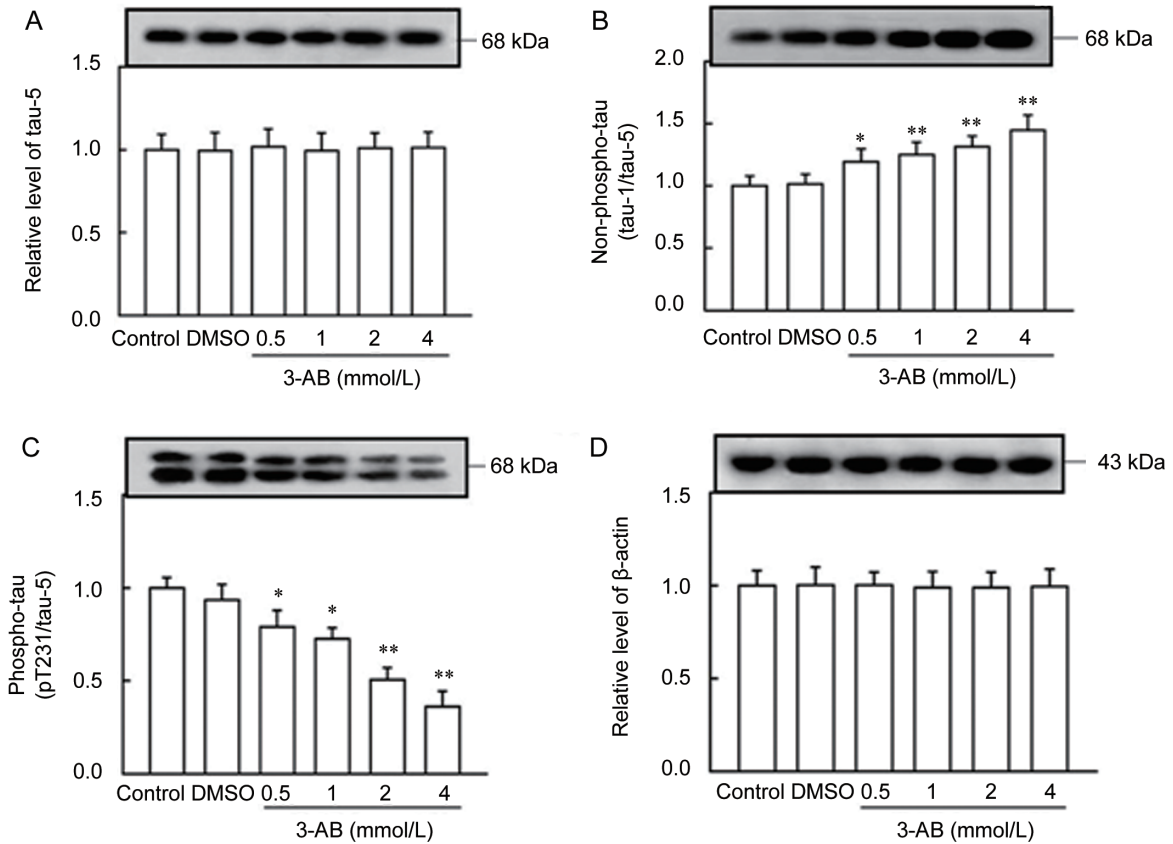 A
68 kDa
Relative level of tau-5
1.5
1.0
0.5
0.0
Control DMSO 0.5 1 2 4
3-AB (mmol/L)
B
68 kDa
Non-phospho-tau
(tau-1/tau-5)
2.0
1.5
1.0
0.5
0.0
* ** ** **
Control DMSO 0.5 1 2 4
3-AB (mmol/L)
C
68 kDa
Phospho-tau
(pT231/tau-5)
1.5
1.0
0.5
0.0
* * ** **
Control DMSO 0.5 1 2 4
3-AB (mmol/L)
D
43 kDa
Relative level of β-actin
1.5
1.0
0.5
0.0
Control DMSO 0.5 1 2 4
3-AB (mmol/L)